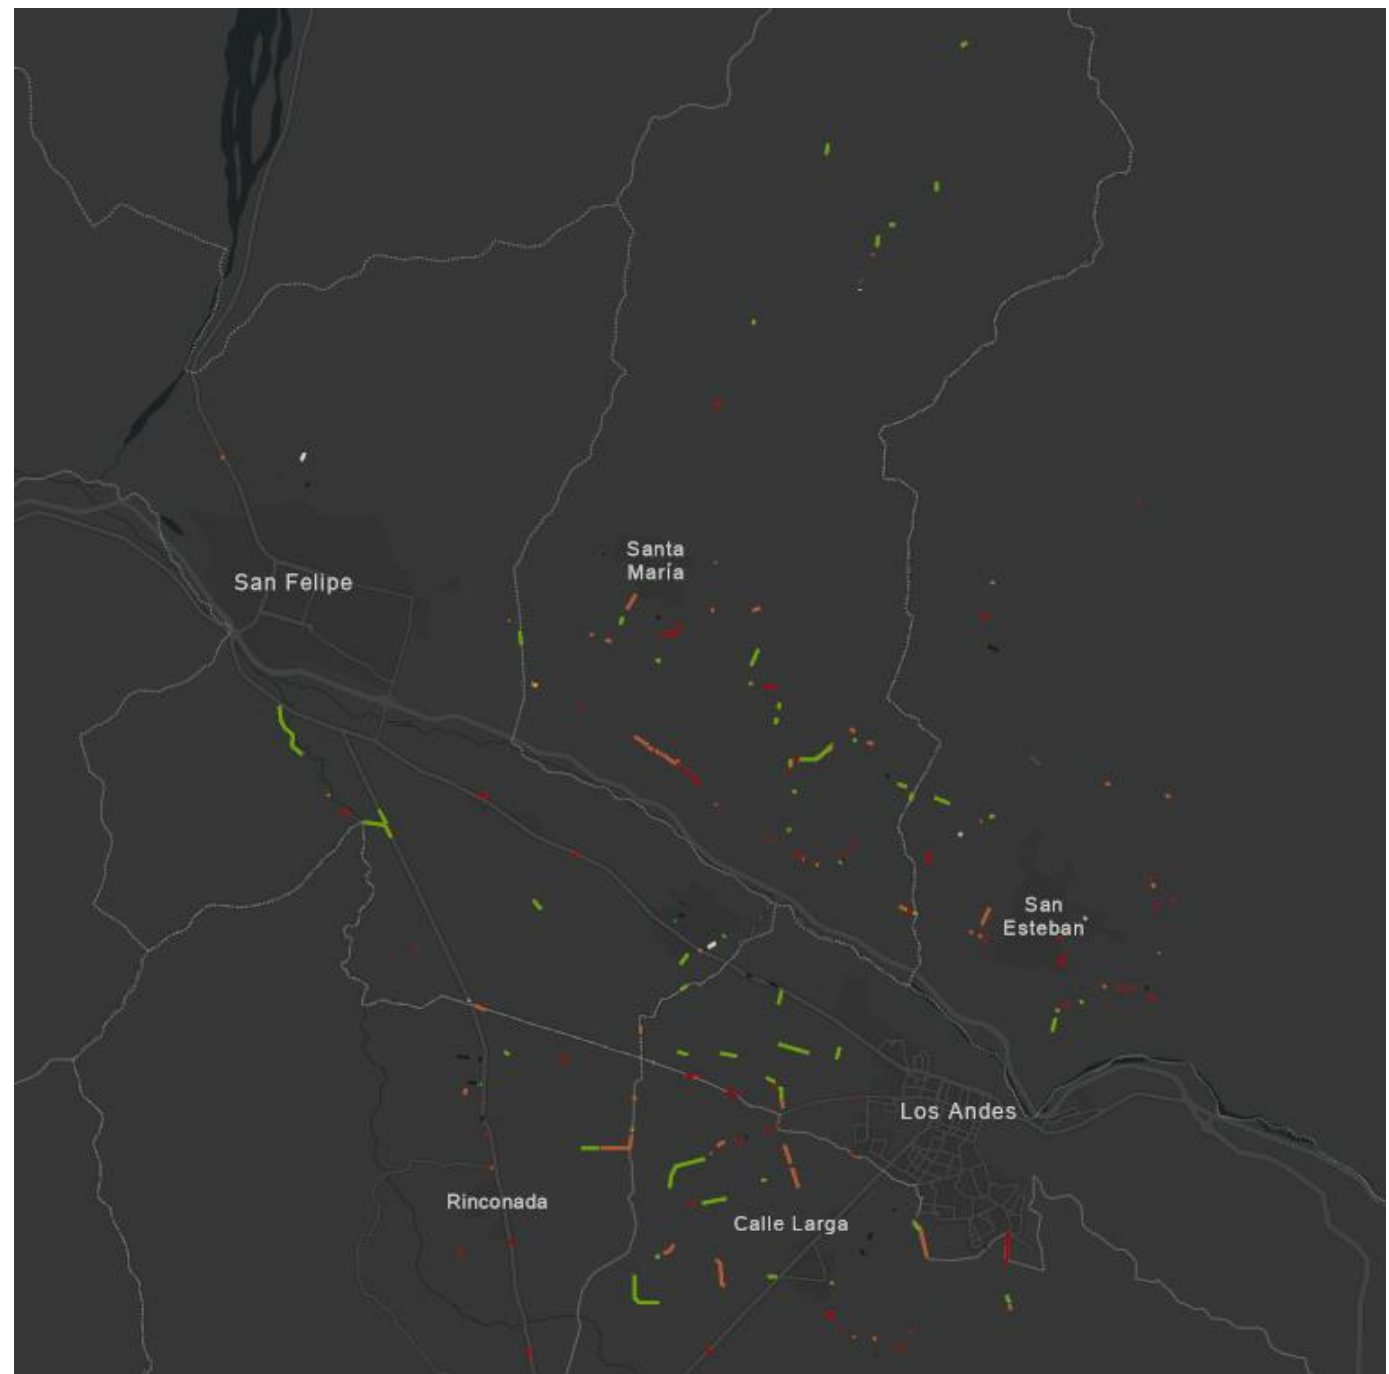 Santa
María
San Felipe
San
Esteban
Los Andes
Rinconada
Calle Larga